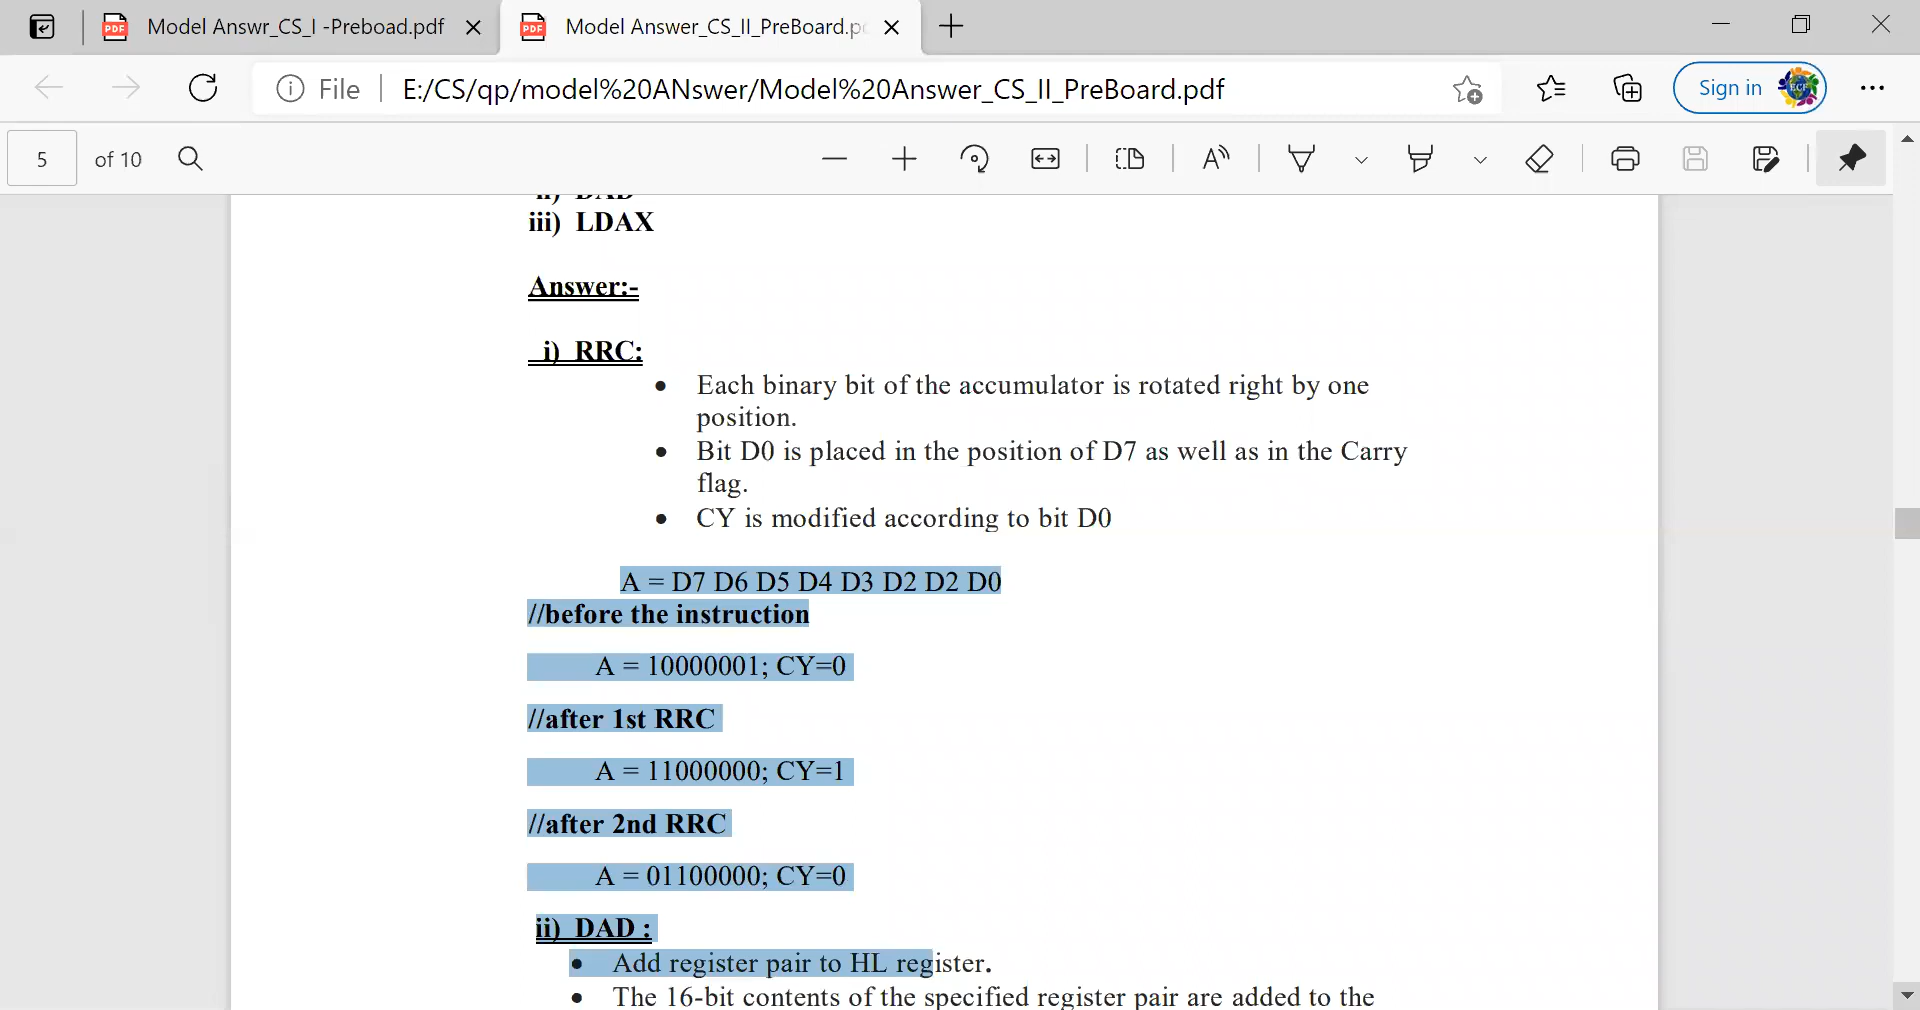 Model Answr_CS_I -Preboad.pdf
Model Answer_CS_II_PreBoard.p
File
E:/CS/qp/model%20ANswer/Model%20Answer_CS_II_PreBoard.pdf
Sign in
5 of 10
ii) DAD
iii) LDAX
Answer:-
i) RRC:
• Each binary bit of the accumulator is rotated right by one
position.
• Bit D0 is placed in the position of D7 as well as in the Carry
flag.
• CY is modified according to bit D0
A = D7 D6 D5 D4 D3 D2 D2 D0
//before the instruction
A = 10000001; CY=0
//after 1st RRC
A = 11000000; CY=1
//after 2nd RRC
A = 01100000; CY=0
ii) DAD :
• Add register pair to HL register.
• The 16-bit contents of the specified register pair are added to the